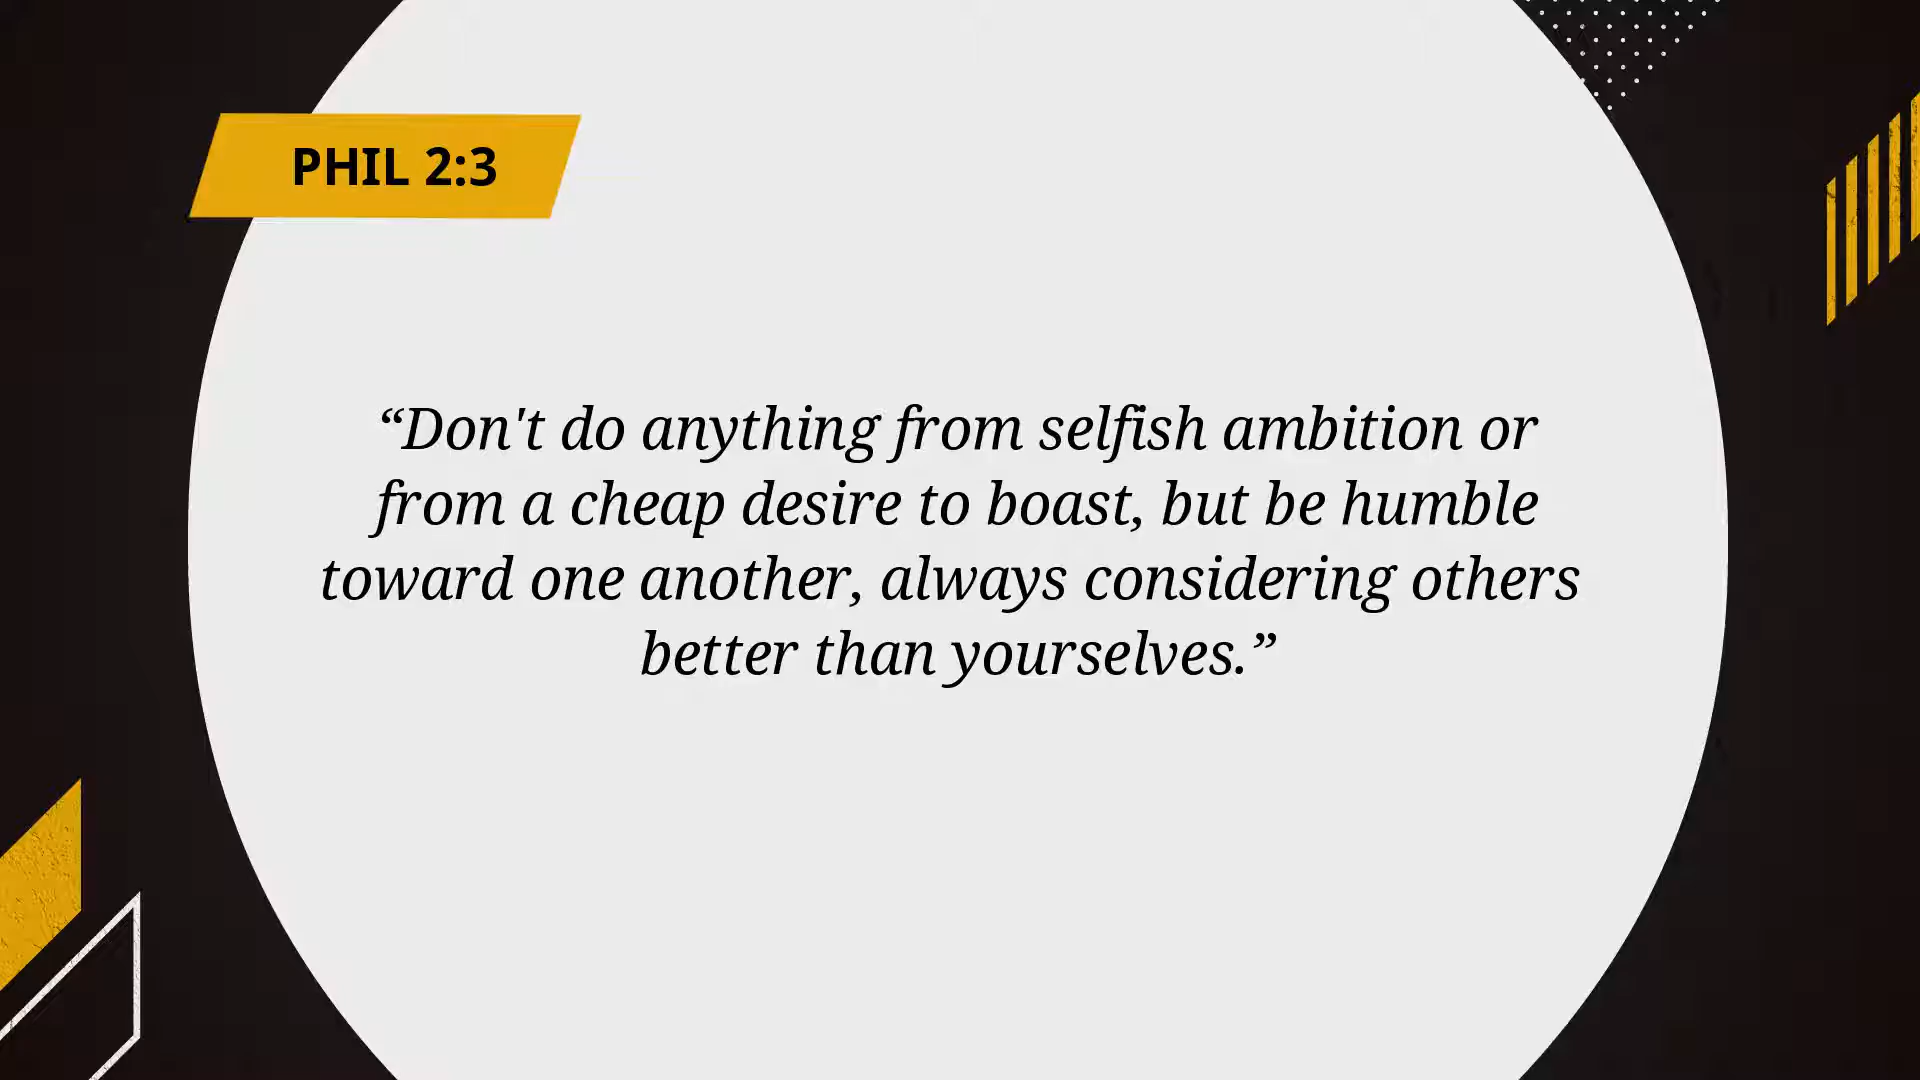 PHIL 2:3
“Don't do anything from selfish ambition or
from a cheap desire to boast, but be humble
toward one another, always considering others
better than yourselves.”